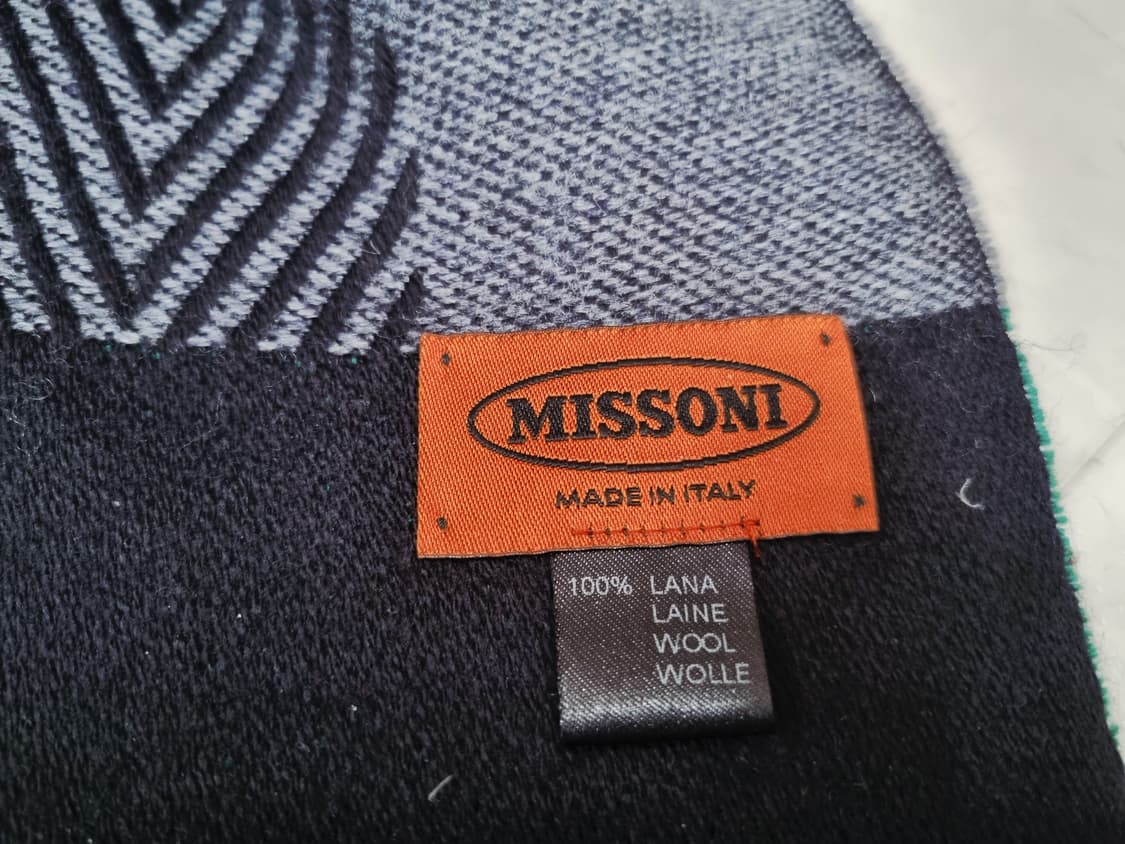 MISSONI
MADE IN ITALY
100% LANA
LAINE
WOOL
WOLLE